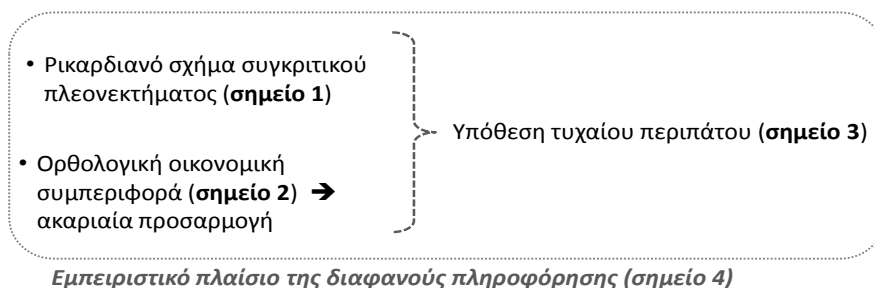 • Ρικαρδιανό σχήμα συγκριτικού
πλεονεκτήματος (σημείο 1)
Υπόθεση τυχαίου περιπάτου (σημείο 3)
• Ορθολογική οικονομική
συμπεριφορά (σημείο 2) ➔
ακαριαία προσαρμογή
Εμπειριστικό πλαίσιο της διαφανούς πληροφόρησης (σημείο 4)